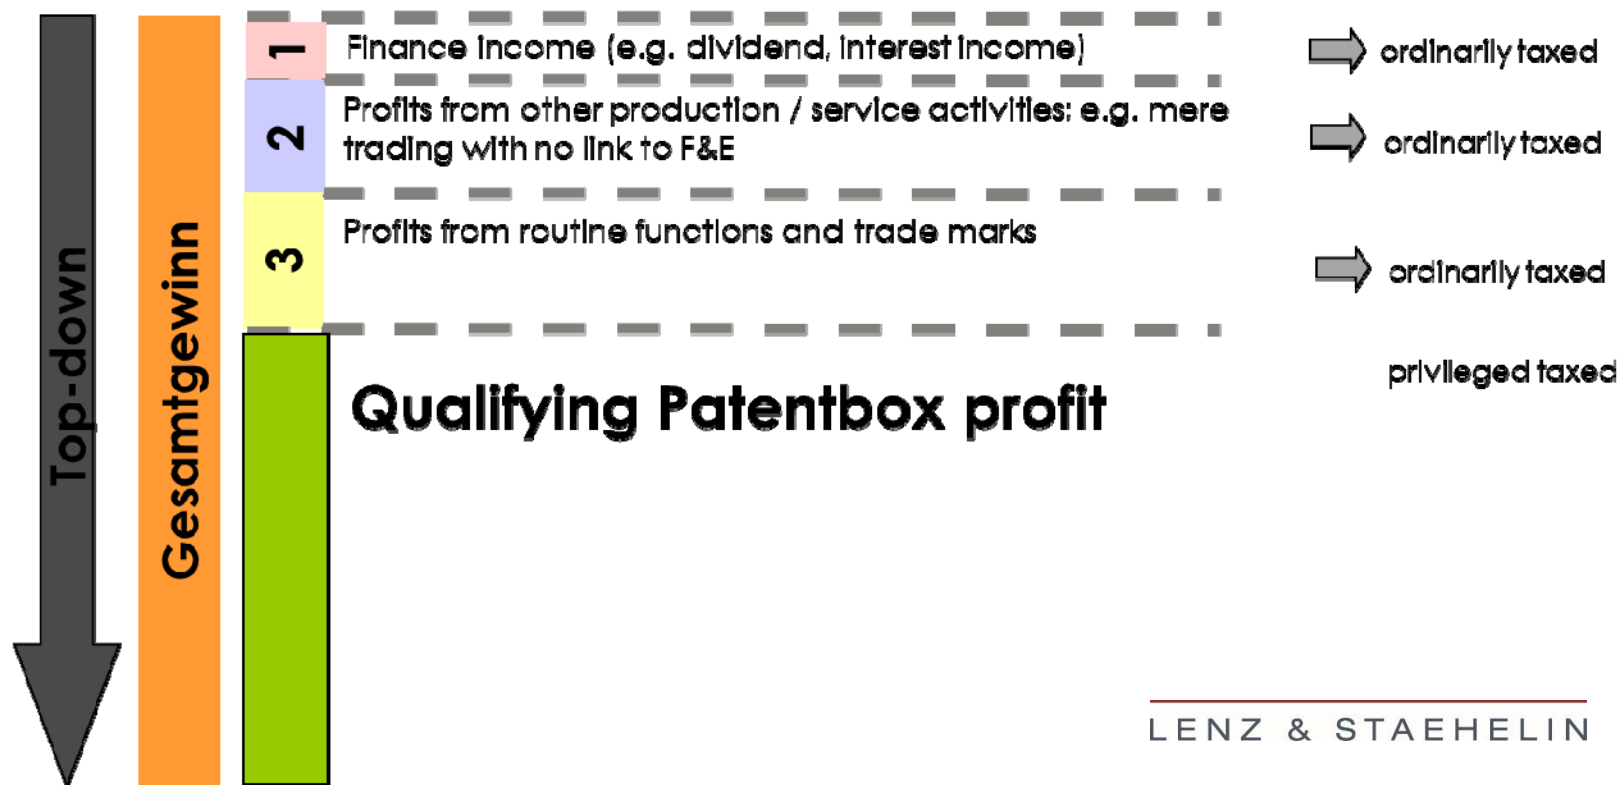 Top-down
Gesamtgewinn
1
Finance income (e.g. dividend, interest income)
ordinarily taxed
2
Profits from other production / service activities: e.g. mere
trading with no link to F&E
ordinarily taxed
3
Profits from routine functions and trade marks
ordinarily taxed
privileged taxed
Qualifying Patentbox profit
LENZ & STAEHELIN